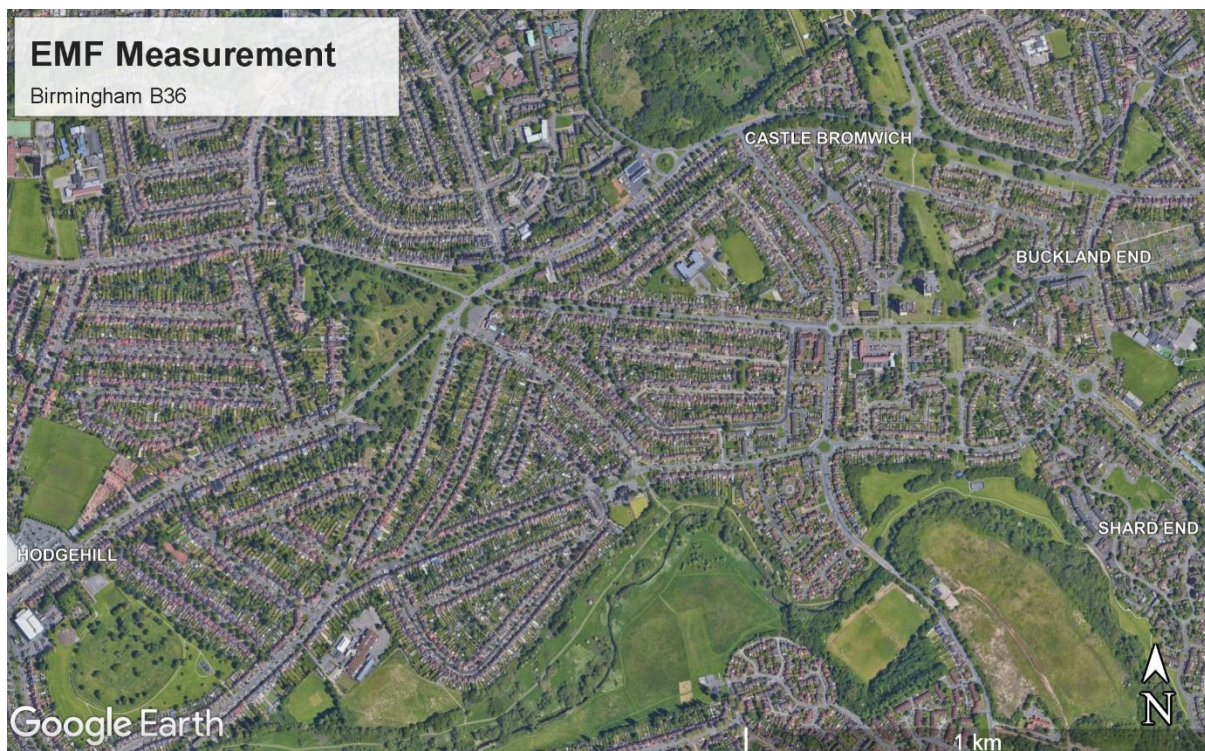 EMF Measurement
Birmingham B36
CASTLE BROMWICH
BUCKLAND END
HODGEHILL
SHARD END
N
Google Earth
1 km